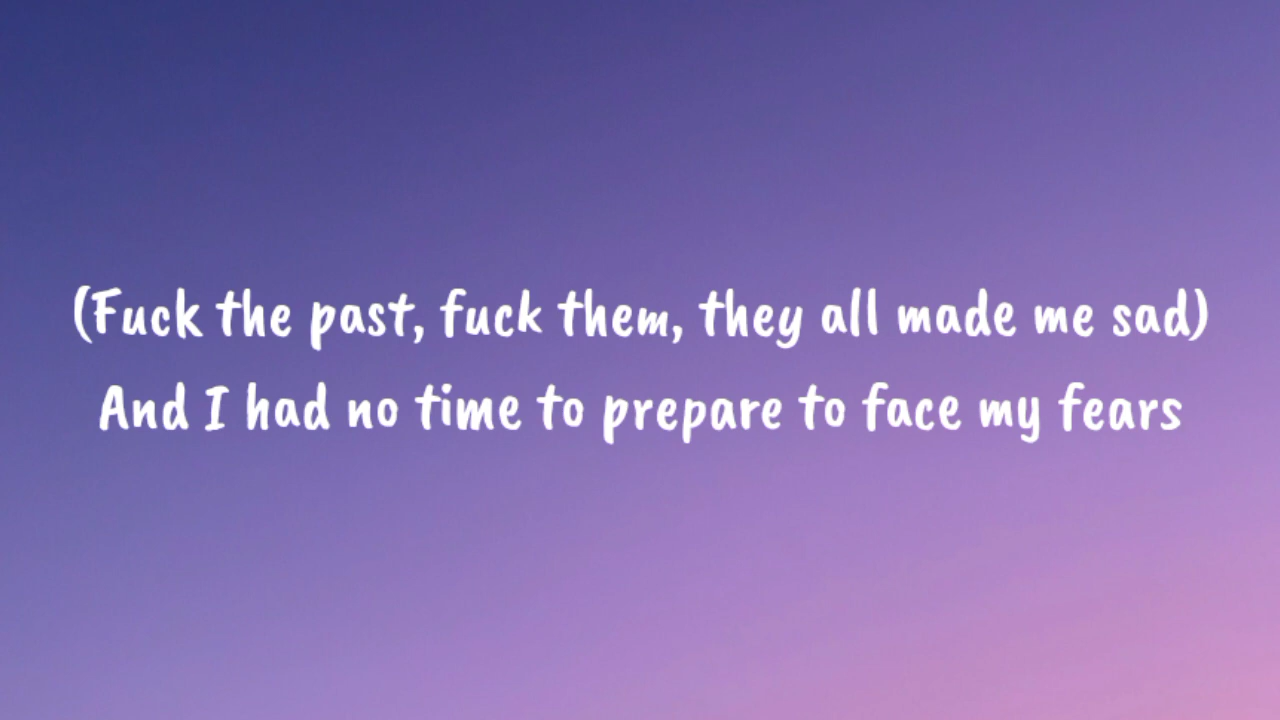 (Fuck the past, fuck them, they all made me sad)
And I had no time to prepare to face my fears